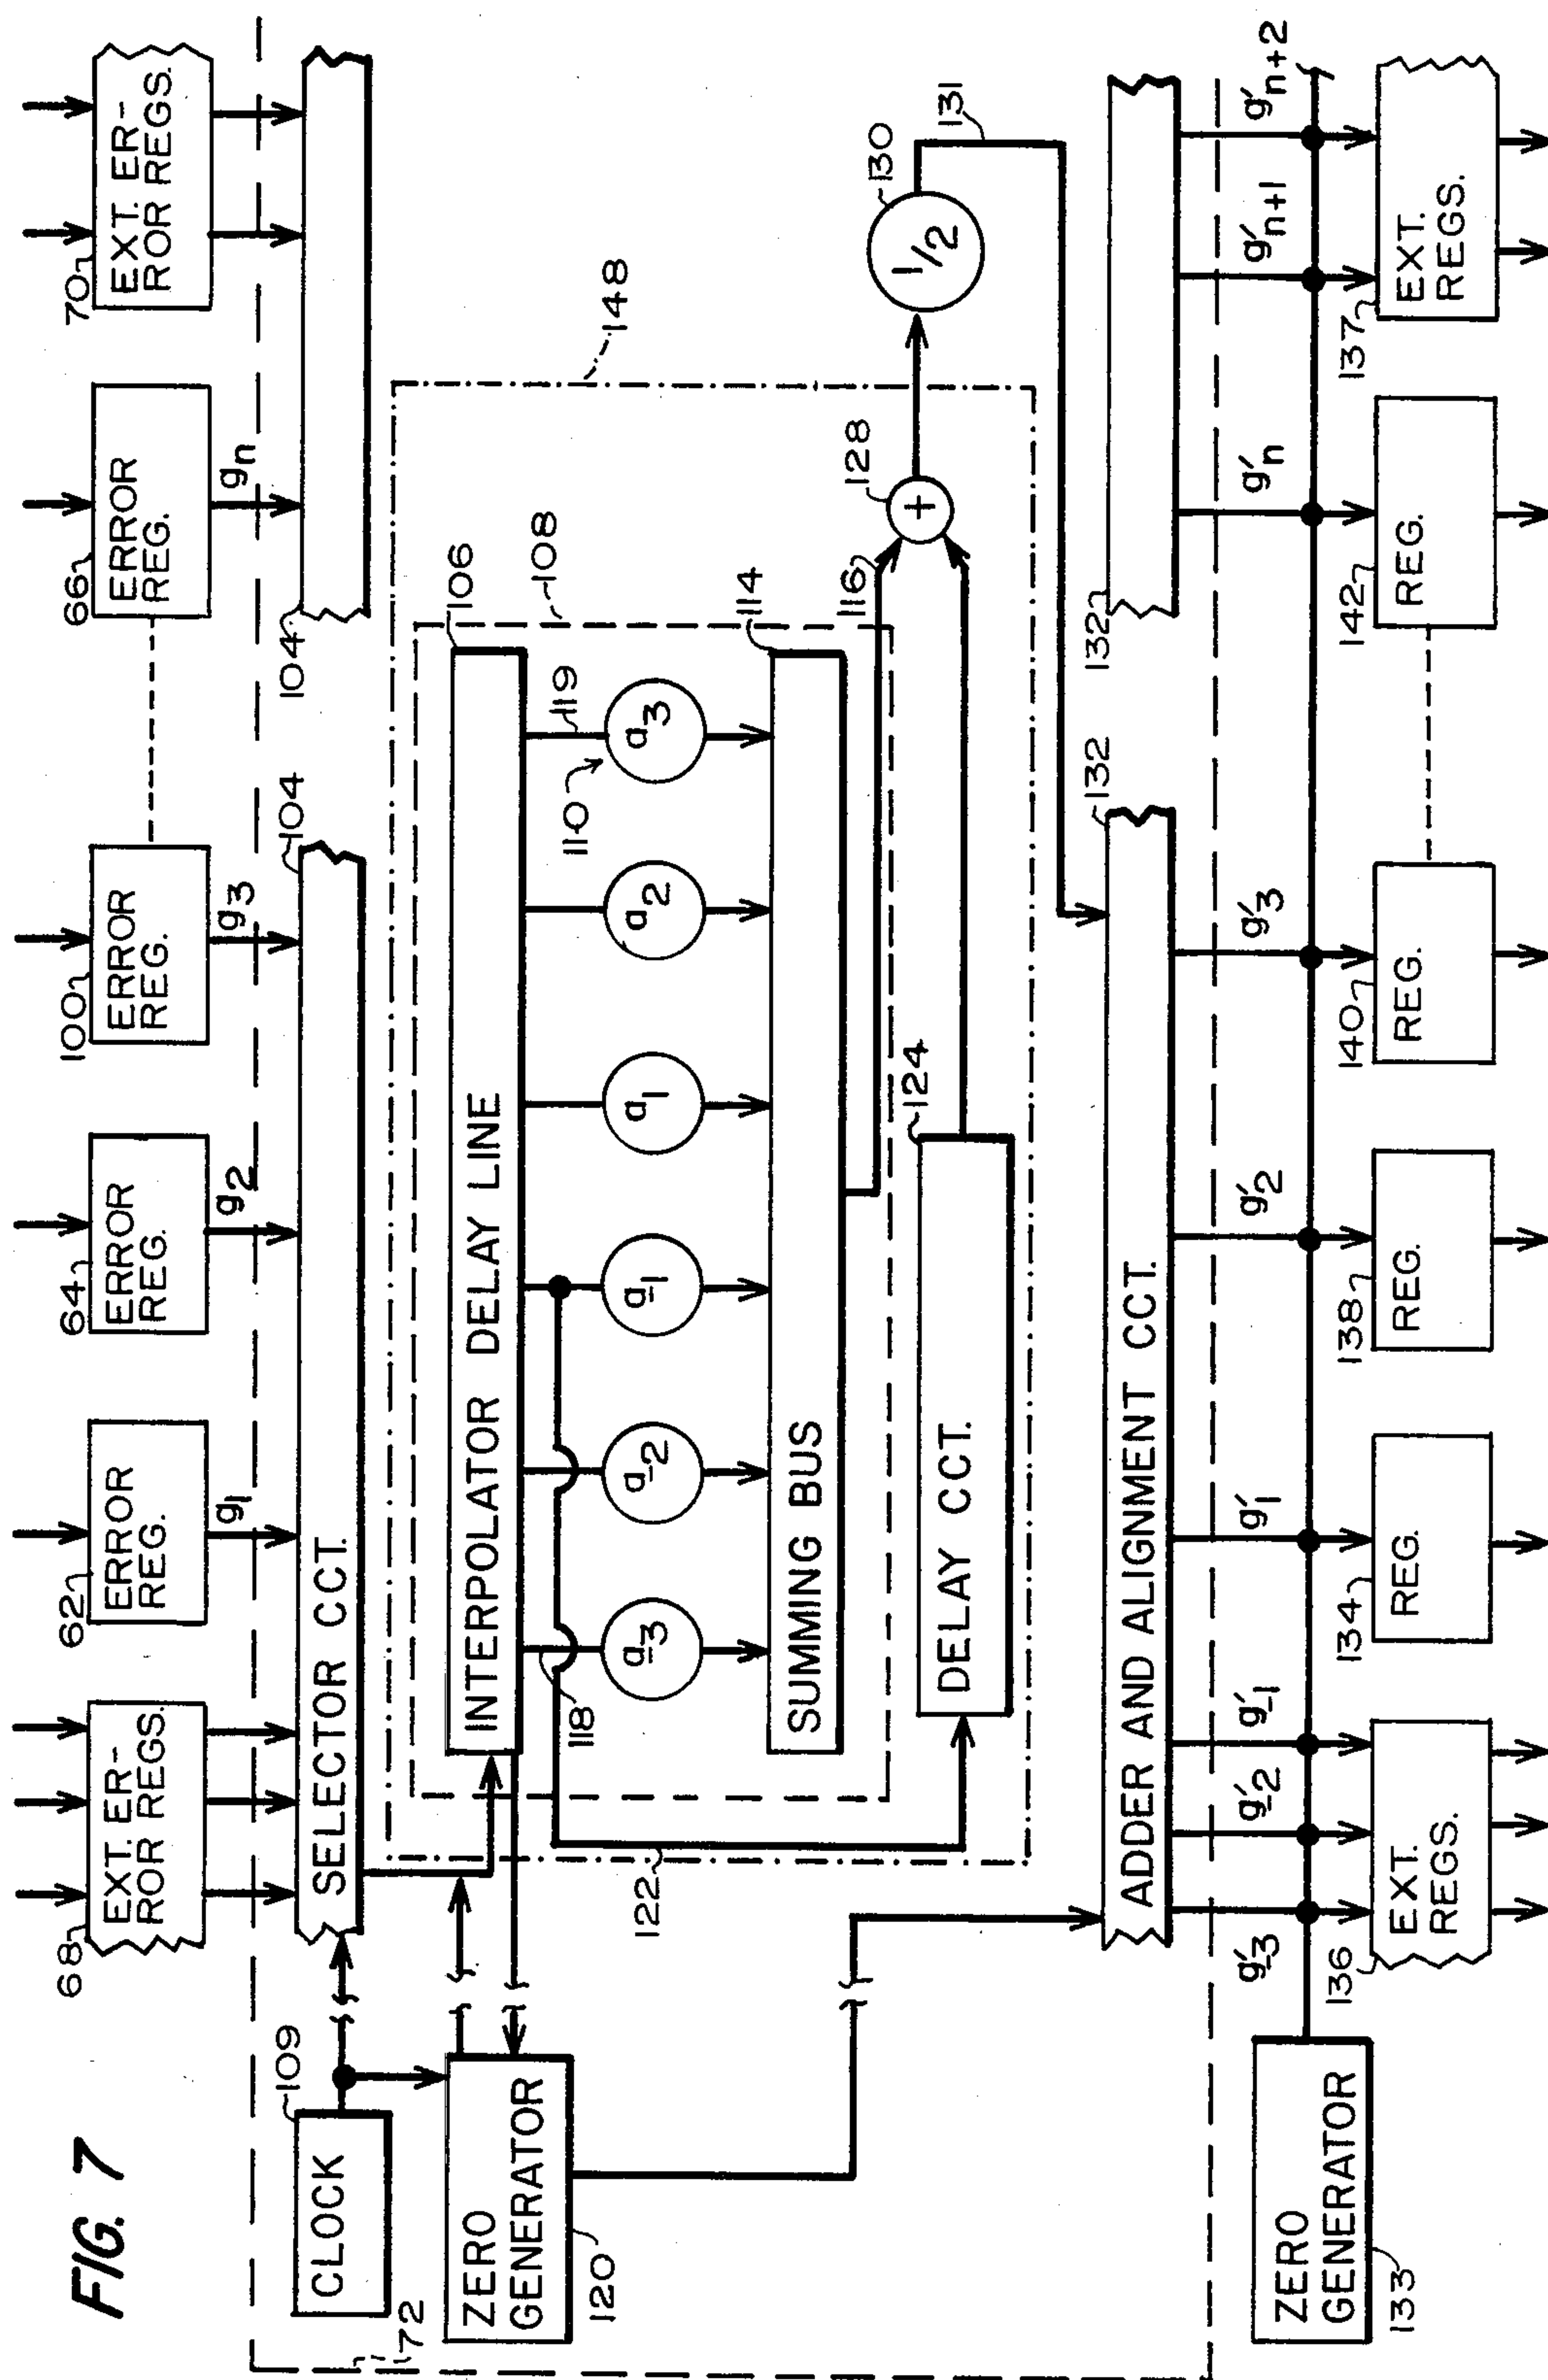 FIG. 7
68
EXT. ER-
ROR REGS.
62
ERROR
REG.
64
ERROR
REG.
100
ERROR
REG.
66
ERROR
REG.
70
EXT. ER-
ROR REGS.
g1
g2
g3
gn
72
CLOCK
109
SELECTOR CCT.
104
104
ZERO
GENERATOR
120
148
108
INTERPOLATOR DELAY LINE
106
118
119
110
a-3
a-2
a-1
a1
a2
a3
SUMMING BUS
114
116
122
DELAY CCT.
124
+
128
1/2
130
131
ADDER AND ALIGNMENT CCT.
132
132
g'-3
g'-2
g'-1
g'1
g'2
g'3
g'n
g'n+1
g'n+2
ZERO
GENERATOR
133
136
EXT.
REGS.
134
REG.
138
REG.
140
REG.
142
REG.
137
EXT.
REGS.